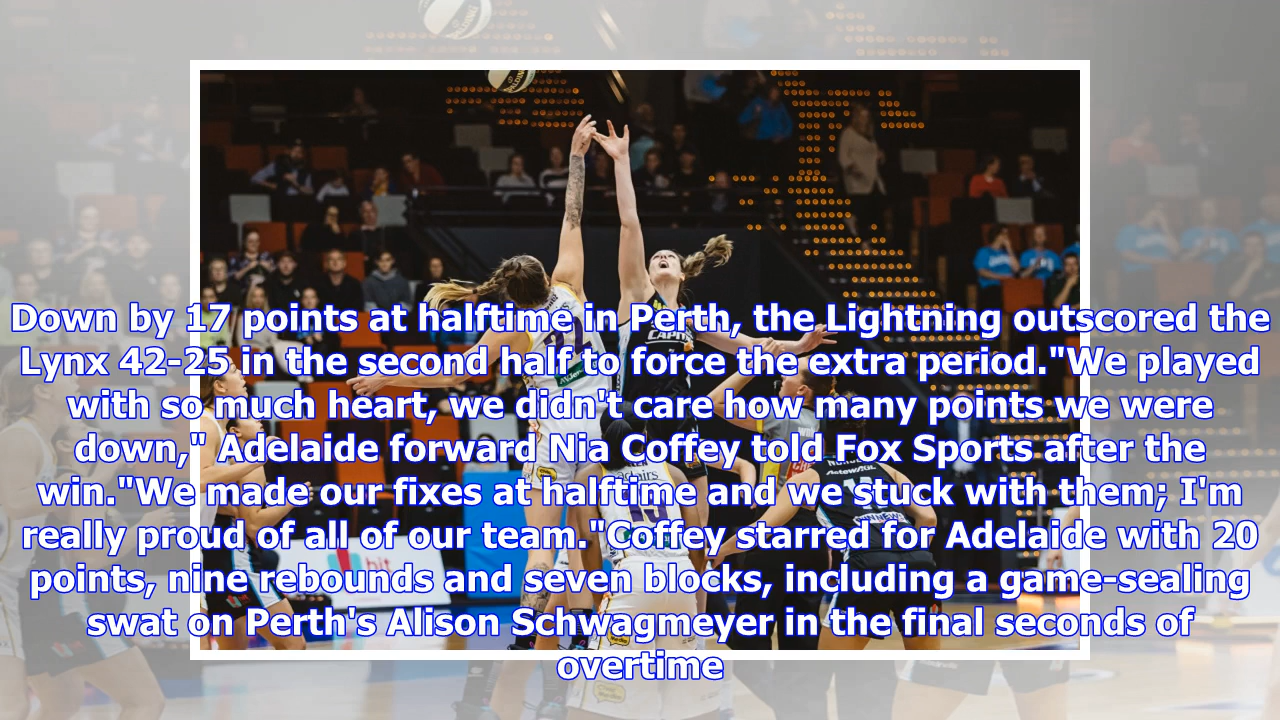 Down by 17 points at halftime in Perth, the Lightning outscored the
Lynx 42-25 in the second half to force the extra period."We played
with so much heart, we didn't care how many points we were
down," Adelaide forward Nia Coffey told Fox Sports after the
win."We made our fixes at halftime and we stuck with them; I'm
really proud of all of our team. "Coffey starred for Adelaide with 20
points, nine rebounds and seven blocks, including a game-sealing
swat on Perth's Alison Schwagmeyer in the final seconds of
overtime